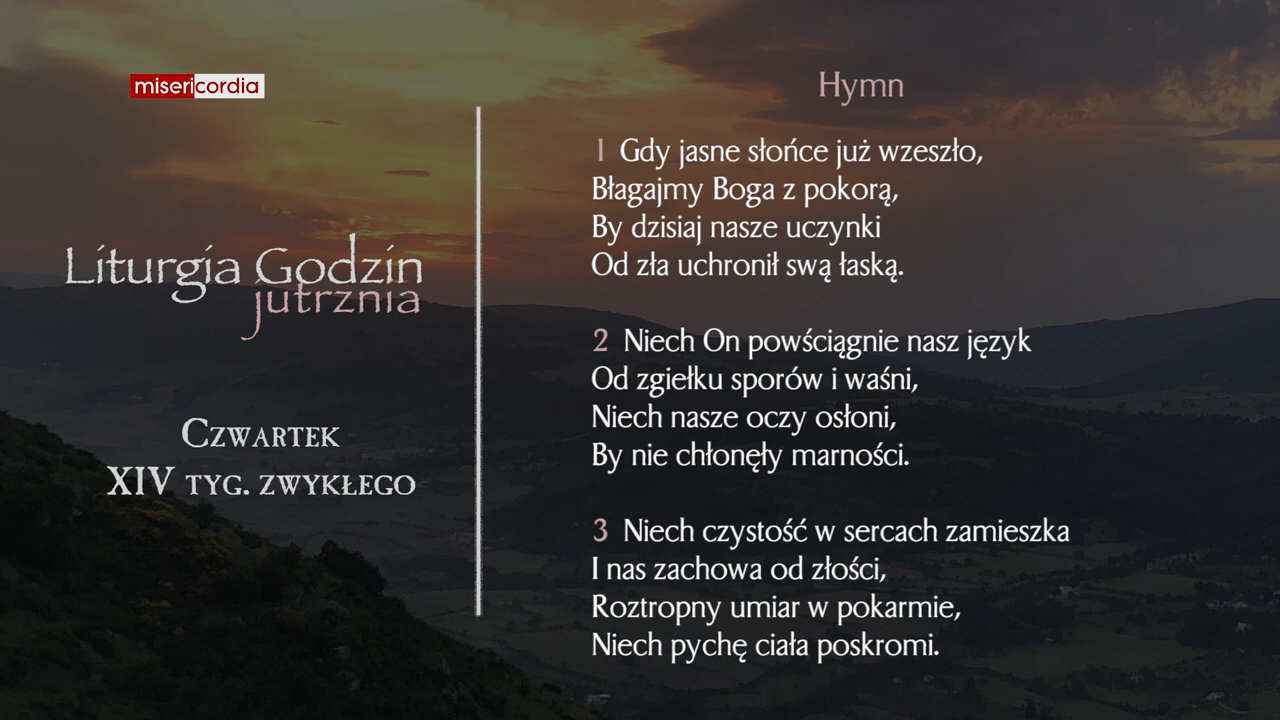 misericordia
Liturgia Godzin
jutrznia
Czwartek
XIV tyg. zwykłego
Hymn
1 Gdy jasne słońce już wzeszło,
Błagajmy Boga z pokorą,
By dzisiaj nasze uczynki
Od zła uchronił swą łaską.
2 Niech On powściągnie nasz język
Od zgiełku sporów i waśni,
Niech nasze oczy osłoni,
By nie chłonęły marności.
3 Niech czystość w sercach zamieszka
I nas zachowa od złości,
Roztropny umiar w pokarmie,
Niech pychę ciała poskromi.